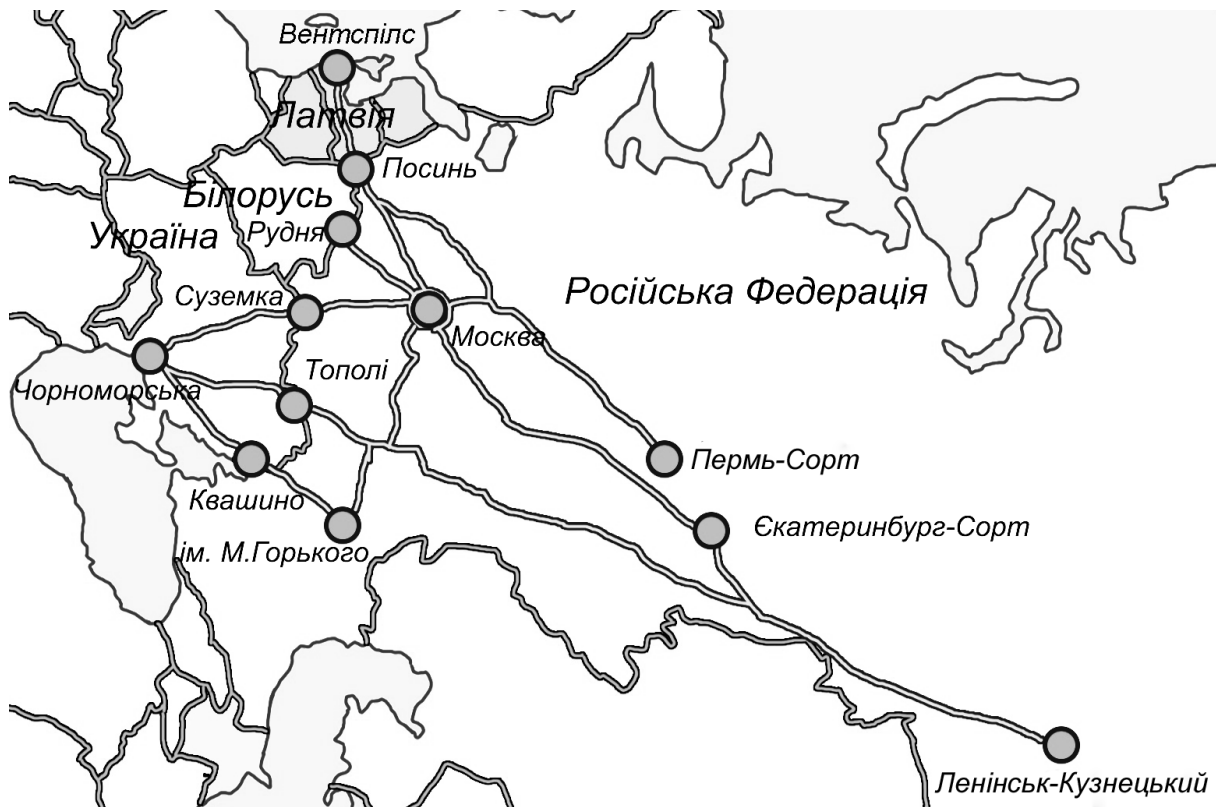 Вентспілс
Латвія
Посинь
Білорусь
Україна
Рудня
Суземка
Російська Федерація
Москва
Тополі
Чорноморська
Пермь-Сорт
Квашино
Єкатеринбург-Сорт
ім. М.Горького
Ленінськ-Кузнецький